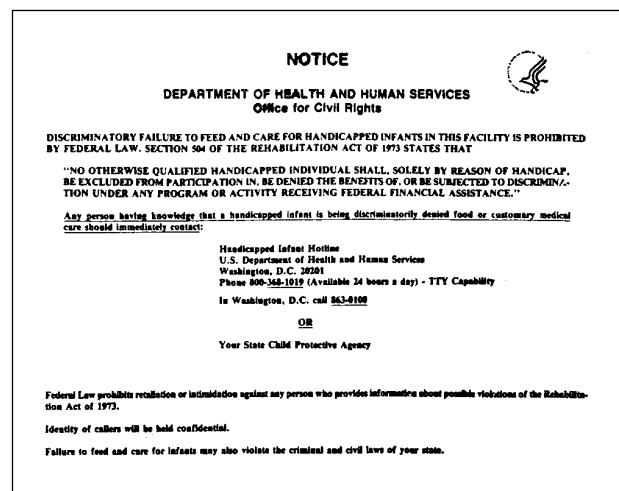 NOTICE
DEPARTMENT OF HEALTH AND HUMAN SERVICES
Office for Civil Rights
DISCRIMINATORY FAILURE TO FEED AND CARE FOR HANDICAPPED INFANTS IN THIS FACILITY IS PROHIBITED
BY FEDERAL LAW. SECTION 504 OF THE REHABILITATION ACT OF 1973 STATES THAT
"NO OTHERWISE QUALIFIED HANDICAPPED INDIVIDUAL SHALL, SOLELY BY REASON OF HANDICAP,
BE EXCLUDED FROM PARTICIPATION IN, BE DENIED THE BENEFITS OF, OR BE SUBJECTED TO DISCRIMINA-
TION UNDER ANY PROGRAM OR ACTIVITY RECEIVING FEDERAL FINANCIAL ASSISTANCE."
Any person having knowledge that a handicapped infant is being discriminatorily denied food or customary medical
care should immediately contact:
Handicapped Infant Hotline
U.S. Department of Health and Human Services
Washington, D.C. 20201
Phone 800-368-1019 (Available 24 hours a day) - TTY Capability
In Washington, D.C. call 863-0100
OR
Your State Child Protective Agency
Federal Law prohibits retaliation or intimidation against any person who provides information about possible violations of the Rehabilita-
tion Act of 1973.
Identity of callers will be held confidential.
Failure to feed and care for infants may also violate the criminal and civil laws of your state.